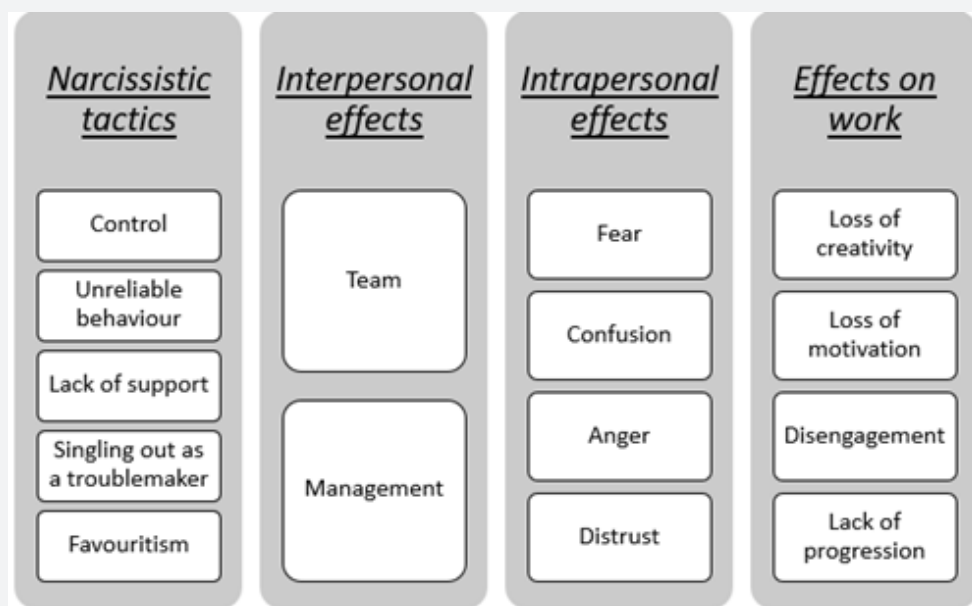 Narcissistic
tactics
Control
Unreliable
behaviour
Lack of support
Singling out as
a troublemaker
Favouritism
Interpersonal
effects
Team
Management
Intrapersonal
effects
Fear
Confusion
Anger
Distrust
Effects on
work
Loss of
creativity
Loss of
motivation
Disengagement
Lack of
progression